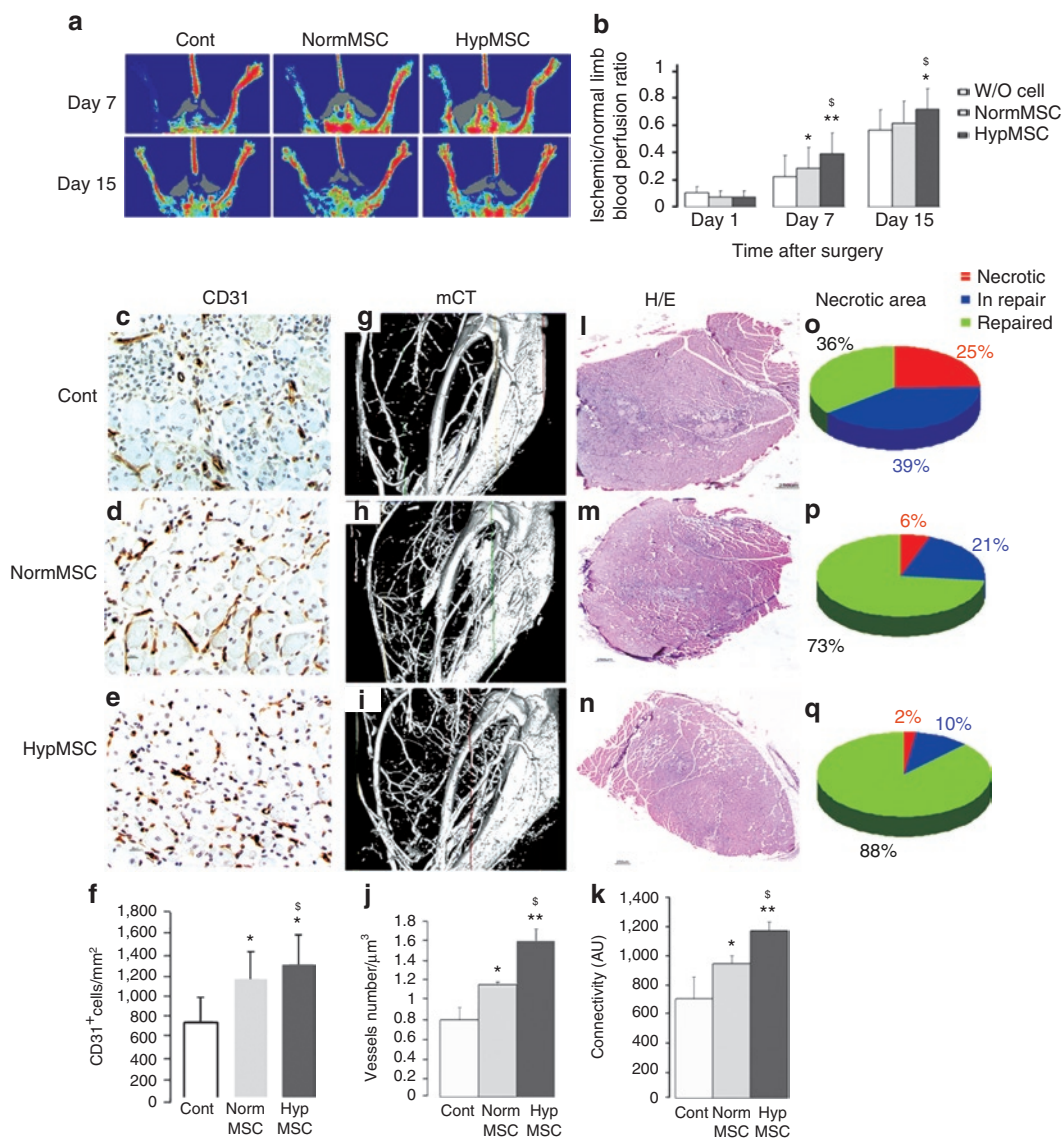 a
Cont NormMSC HypMSC
Day 7
Day 15
b
Ischemic/normal limb
blood perfusion ratio
1
0.8
0.6
0.4
0.2
0
* $ ** $ *
Day 1 Day 7 Day 15
Time after surgery
W/O cell
NormMSC
HypMSC
CD31 mCT H/E Necrotic area
Necrotic
In repair
Repaired
Cont
c g l o
36% 25%
39%
NormMSC
d h m p
6% 21%
73%
HypMSC
e i n q
2% 10%
88%
f
CD31+cells/mm2
1,800
1,600
1,400
1,200
1,000
800
600
400
200
0
* $ *
Cont Norm Hyp
MSC MSC
j
Vessels number/µm3
1.8
1.6
1.4
1.2
1
0.8
0.6
0.4
0.2
0
* $ **
Cont Norm Hyp
MSC MSC
k
Connectivity (AU)
1,400
1,200
1,000
800
600
400
200
0
* $ **
Cont Norm Hyp
MSC MSC